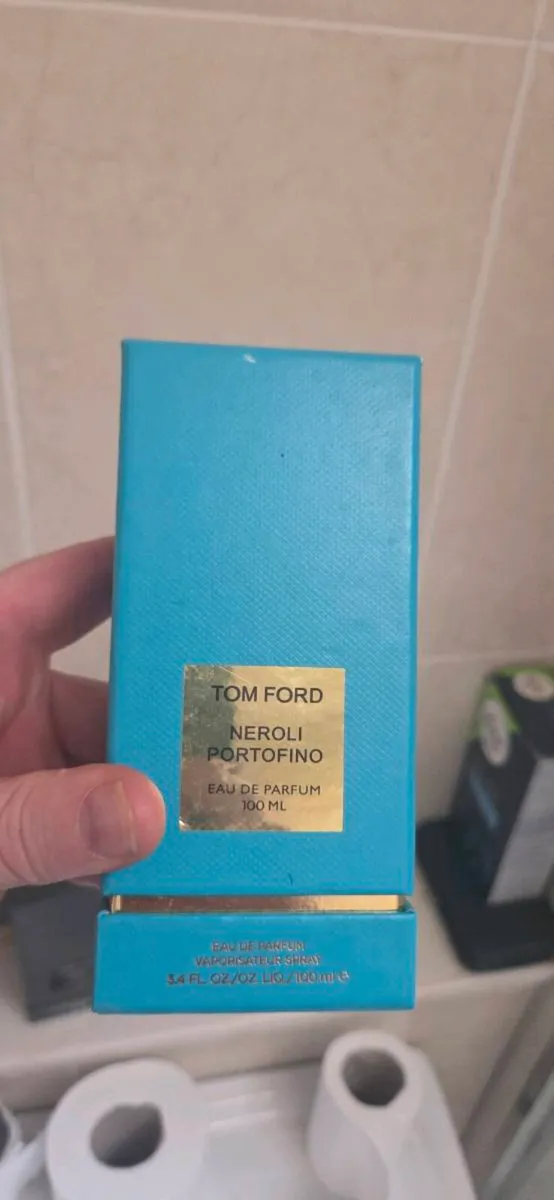 TOM FORD
NEROLI
PORTOFINO
EAU DE PARFUM
100 ML
EAU DE PARFUM
VAPORISATEUR SPRAY
3.4 FL. OZ./OZ. LIQ./100 ml ℮